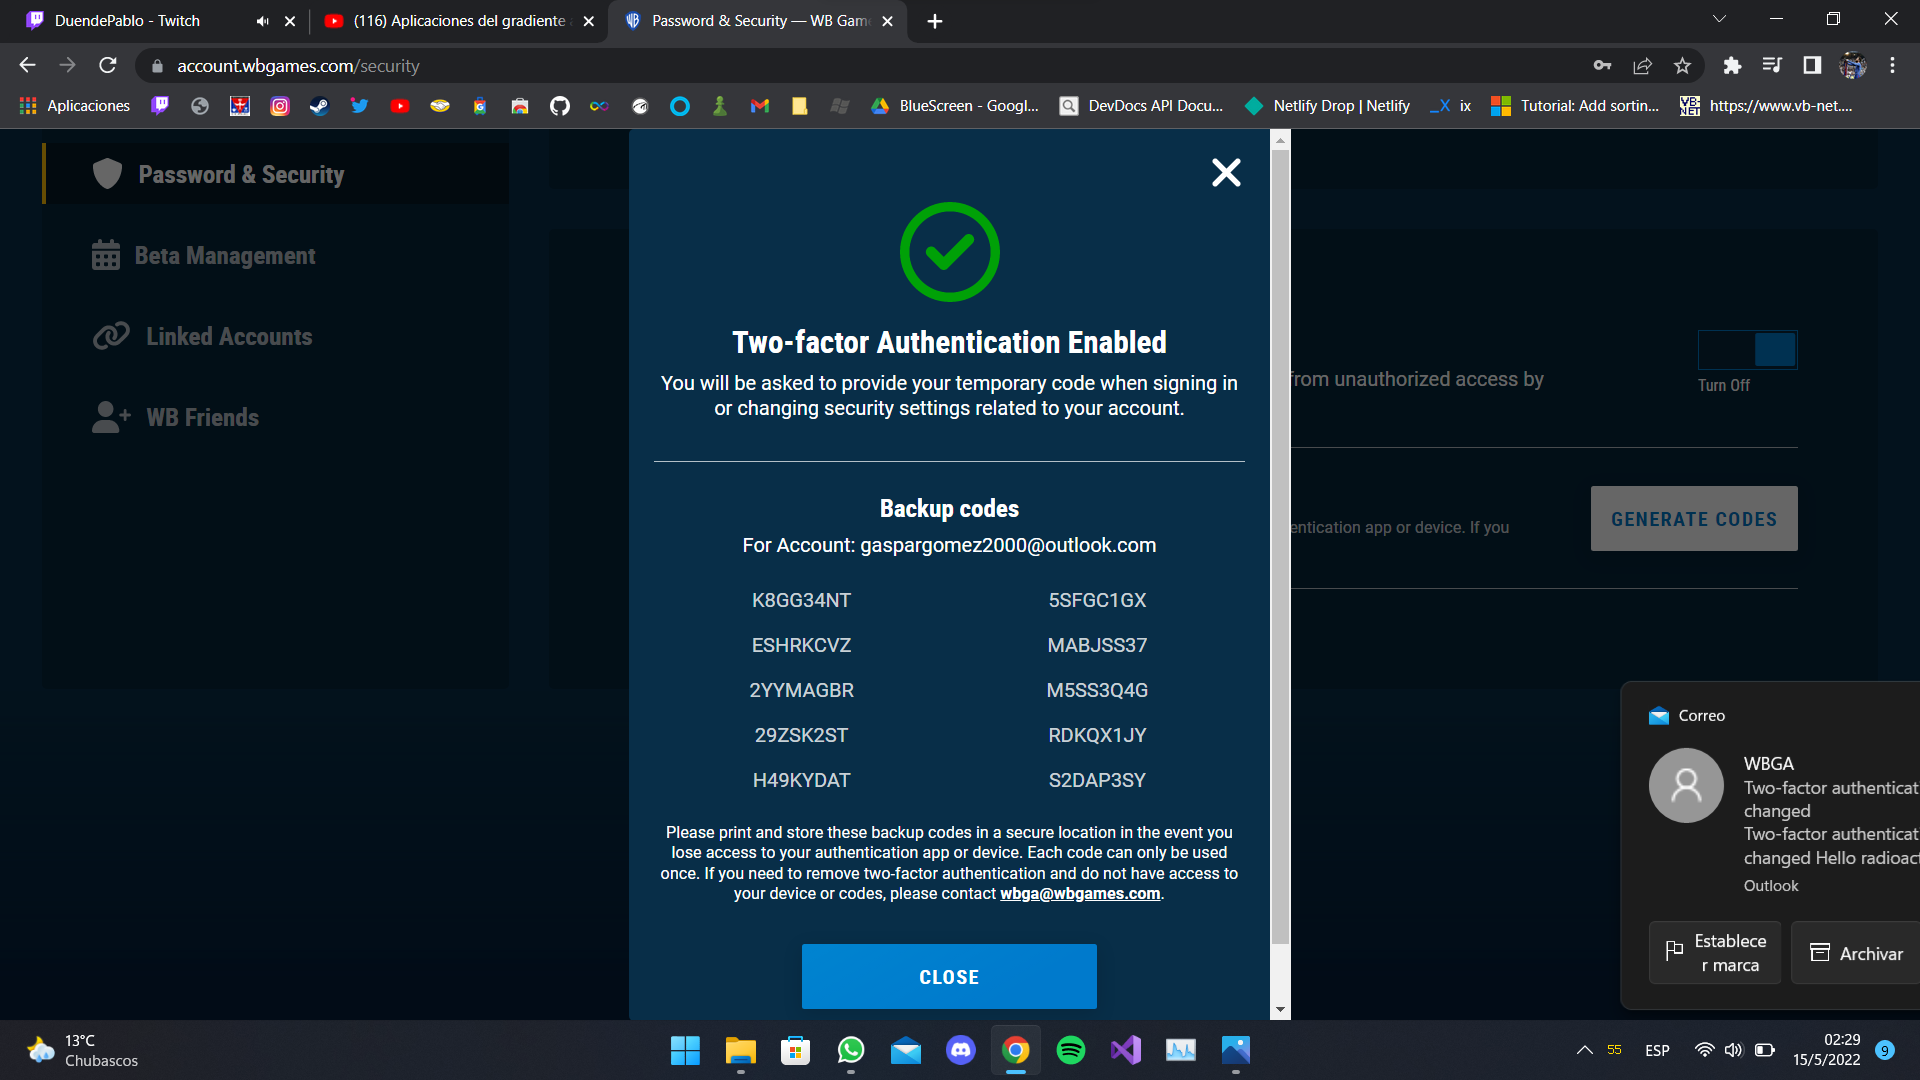 DuendePablo - Twitch
(116) Aplicaciones del gradiente
Password & Security — WB Gam
account.wbgames.com/security
Aplicaciones
BlueScreen - Googl...
DevDocs API Docu...
Netlify Drop | Netlify
ix
Tutorial: Add sortin...
VB-NET
https://www.vb-net....
Password & Security
Beta Management
Linked Accounts
WB Friends
Two-factor Authentication Enabled
You will be asked to provide your temporary code when signing in
or changing security settings related to your account.
Backup codes
For Account: gaspargomez2000@outlook.com
K8GG34NT 5SFGC1GX
ESHRKCVZ MABJSS37
2YYMAGBR M5SS3Q4G
29ZSK2ST RDKQX1JY
H49KYDAT S2DAP3SY
Please print and store these backup codes in a secure location in the event you
lose access to your authentication app or device. Each code can only be used
once. If you need to remove two-factor authentication and do not have access to
your device or codes, please contact wbga@wbgames.com.
CLOSE
from unauthorized access by
Turn Off
entication app or device. If you
GENERATE CODES
Correo
WBGA
Two-factor authenticat
changed
Two-factor authenticat
changed Hello radioact
Outlook
Establece
r marca
Archivar
13°C
Chubascos
55
ESP
02:29
15/5/2022
9